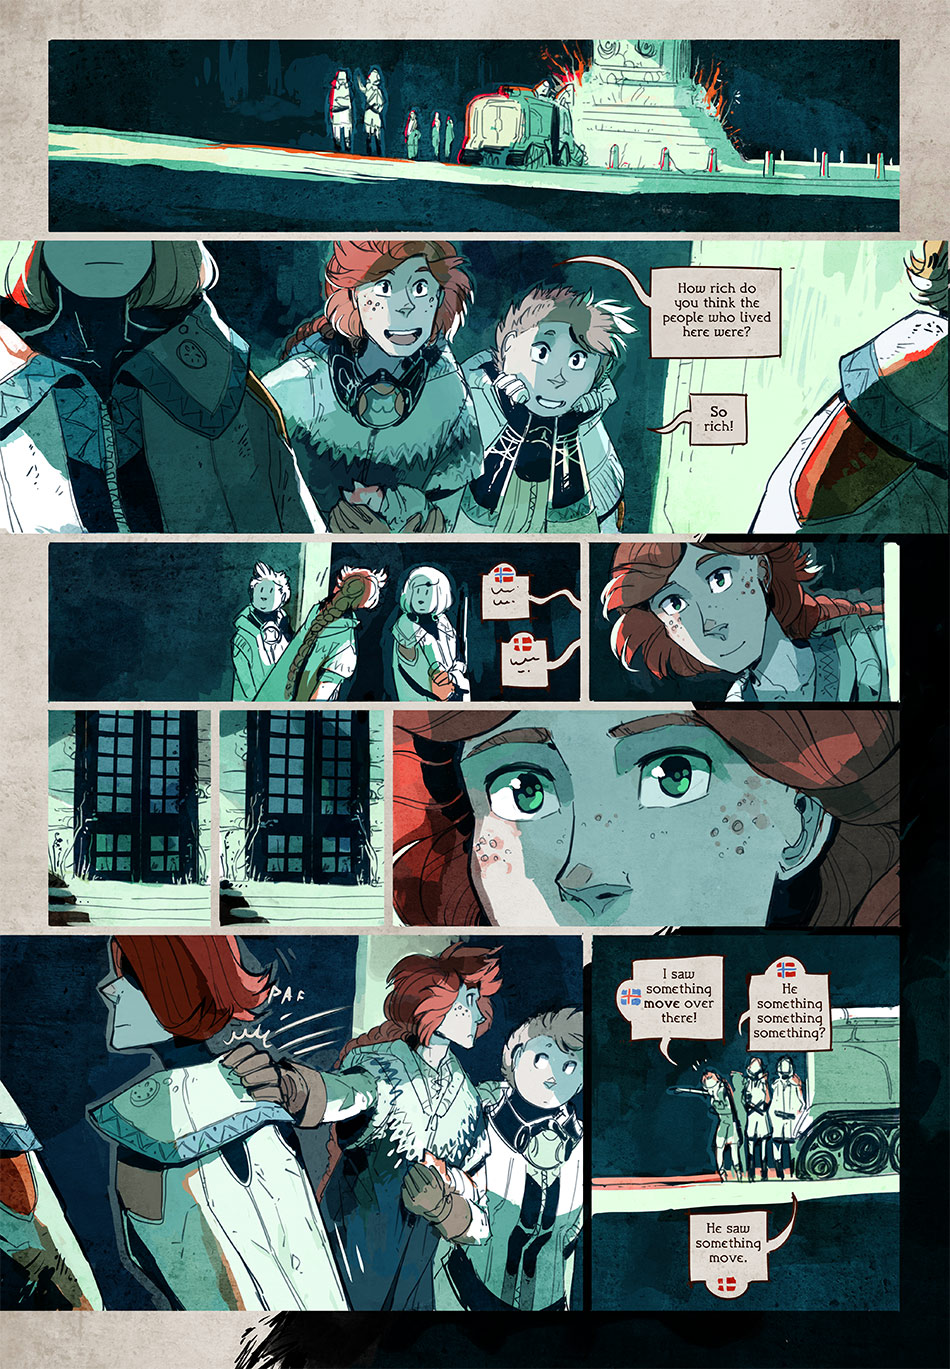 How rich do
you think the
people who lived
here were?
So
rich!
PAF
I saw
something
move over
there!
He
something
something
something?
He saw
something
move.